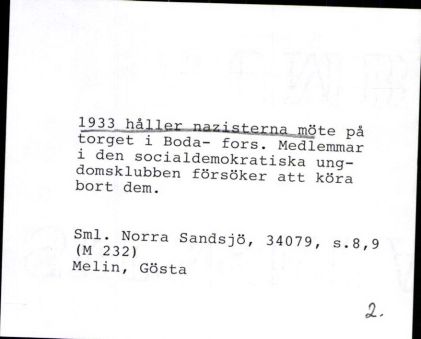 1933 håller nazisterna möte på
torget i Boda- fors. Medlemmar
i den socialdemokratiska ung-
domsklubben försöker att köra
bort dem.
Sml. Norra Sandsjö, 34079, s.8,9
(M 232)
Melin, Gösta
2.